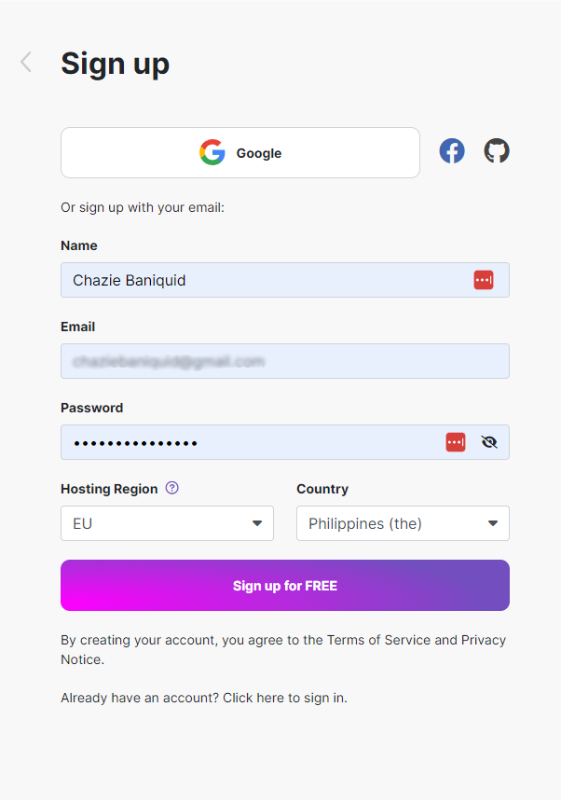 Sign up
Google
Or sign up with your email:
Name
Chazie Baniquid
Email
Password
Hosting Region
Country
EU
Philippines (the)
Sign up for FREE
By creating your account, you agree to the Terms of Service and Privacy
Notice.
Already have an account? Click here to sign in.